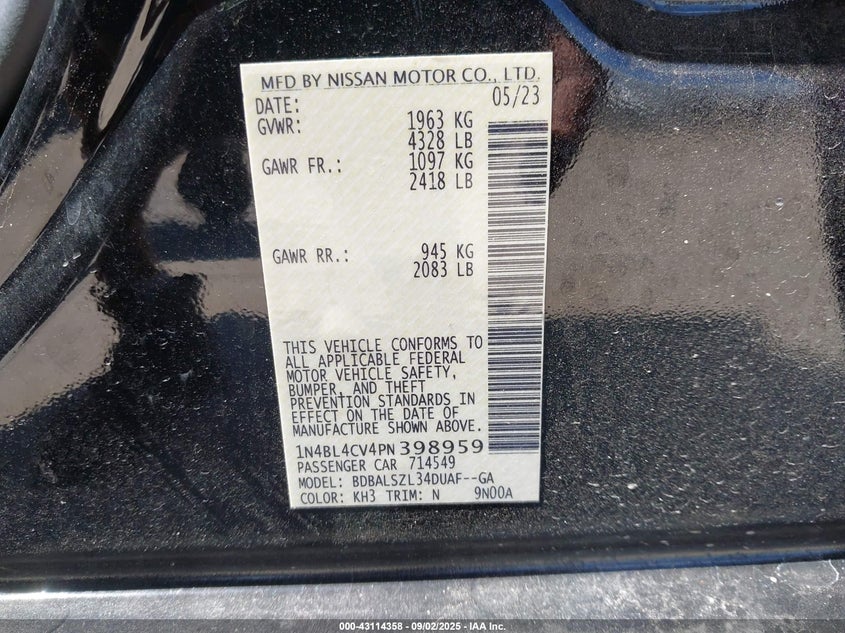 MFD BY NISSAN MOTOR CO., LTD.
DATE: 05/23
GVWR: 1963 KG
4328 LB
GAWR FR.: 1097 KG
2418 LB
GAWR RR.: 945 KG
2083 LB
THIS VEHICLE CONFORMS TO
ALL APPLICABLE FEDERAL
MOTOR VEHICLE SAFETY,
BUMPER, AND THEFT
PREVENTION STANDARDS IN
EFFECT ON THE DATE OF
MANUFACTURE SHOWN ABOVE.
1N4BL4CV4PN398959
PASSENGER CAR 714549
MODEL: BDBALSZL34DUAF--GA
COLOR: KH3 TRIM: N 9N00A
000-43114358 - 09/02/2025 - IAA Inc.